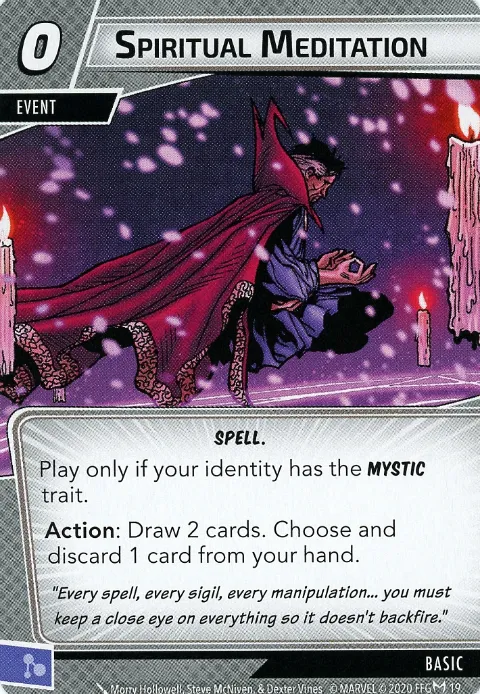 0
SPIRITUAL MEDITATION
EVENT
SPELL.
Play only if your identity has the MYSTIC
trait.
Action: Draw 2 cards. Choose and
discard 1 card from your hand.
"Every spell, every sigil, every manipulation... you must
keep a close eye on everything so it doesn't backfire."
BASIC
Morry Hollowell, Steve McNiven, & Dexter Vines © MARVEL © 2020 FFG 19